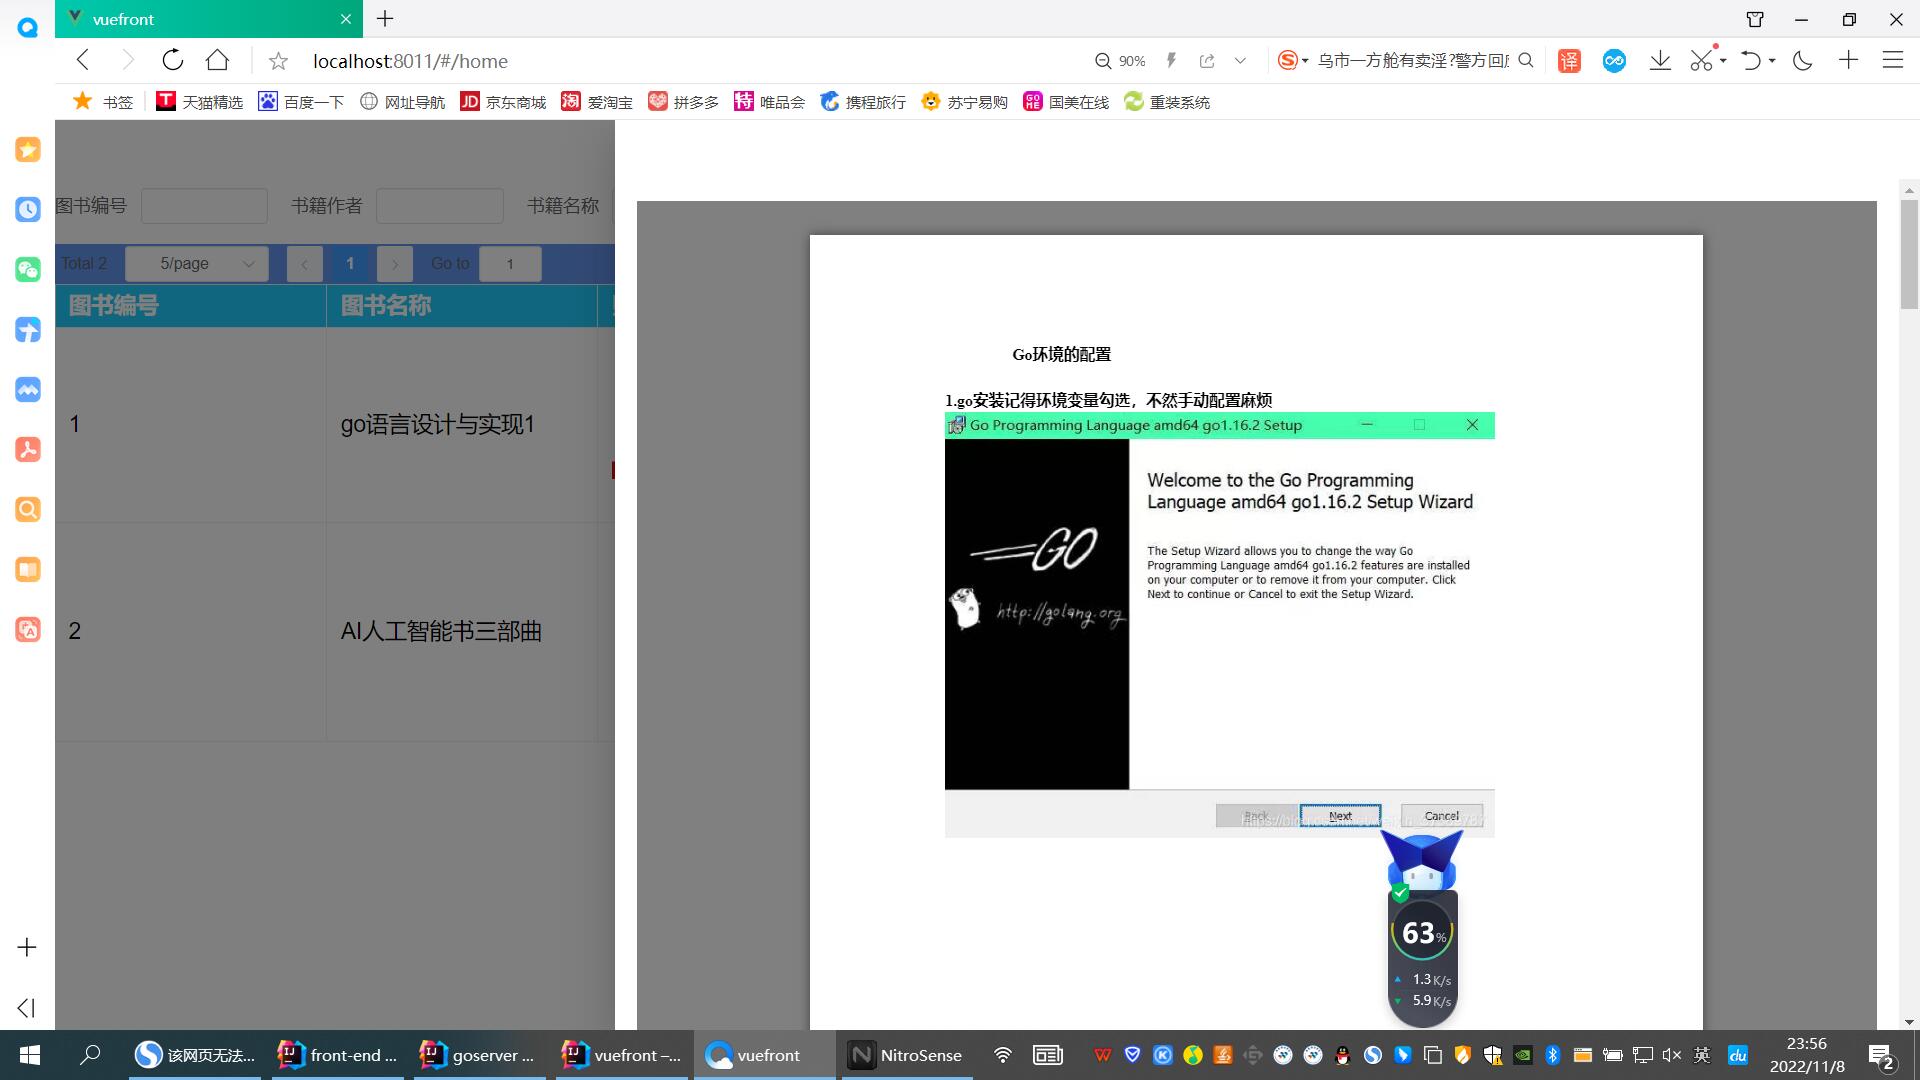 vuefront
localhost:8011/#/home
90%
乌市一方舱有卖淫?警方回应
译
书签
天猫精选
百度一下
网址导航
JD 京东商城
淘 爱淘宝
拼多多
特 唯品会
携程旅行
苏宁易购
国美在线
重装系统
图书编号
书籍作者
书籍名称
Total 2
5/page
1
Go to
1
图书编号
图书名称
1
go语言设计与实现1
2
AI人工智能书三部曲
Go环境的配置
1.go安装记得环境变量勾选，不然手动配置麻烦
Go Programming Language amd64 go1.16.2 Setup
Welcome to the Go Programming
Language amd64 go1.16.2 Setup Wizard
The Setup Wizard allows you to change the way Go
Programming Language amd64 go1.16.2 features are installed
on your computer or to remove it from your computer. Click
Next to continue or Cancel to exit the Setup Wizard.
GO
http://golang.org
Back
Next
Cancel
63%
1.3 K/s
5.9 K/s
该网页无法...
front-end ...
goserver ...
vuefront –...
vuefront
NitroSense
英
du
23:56
2022/11/8
2